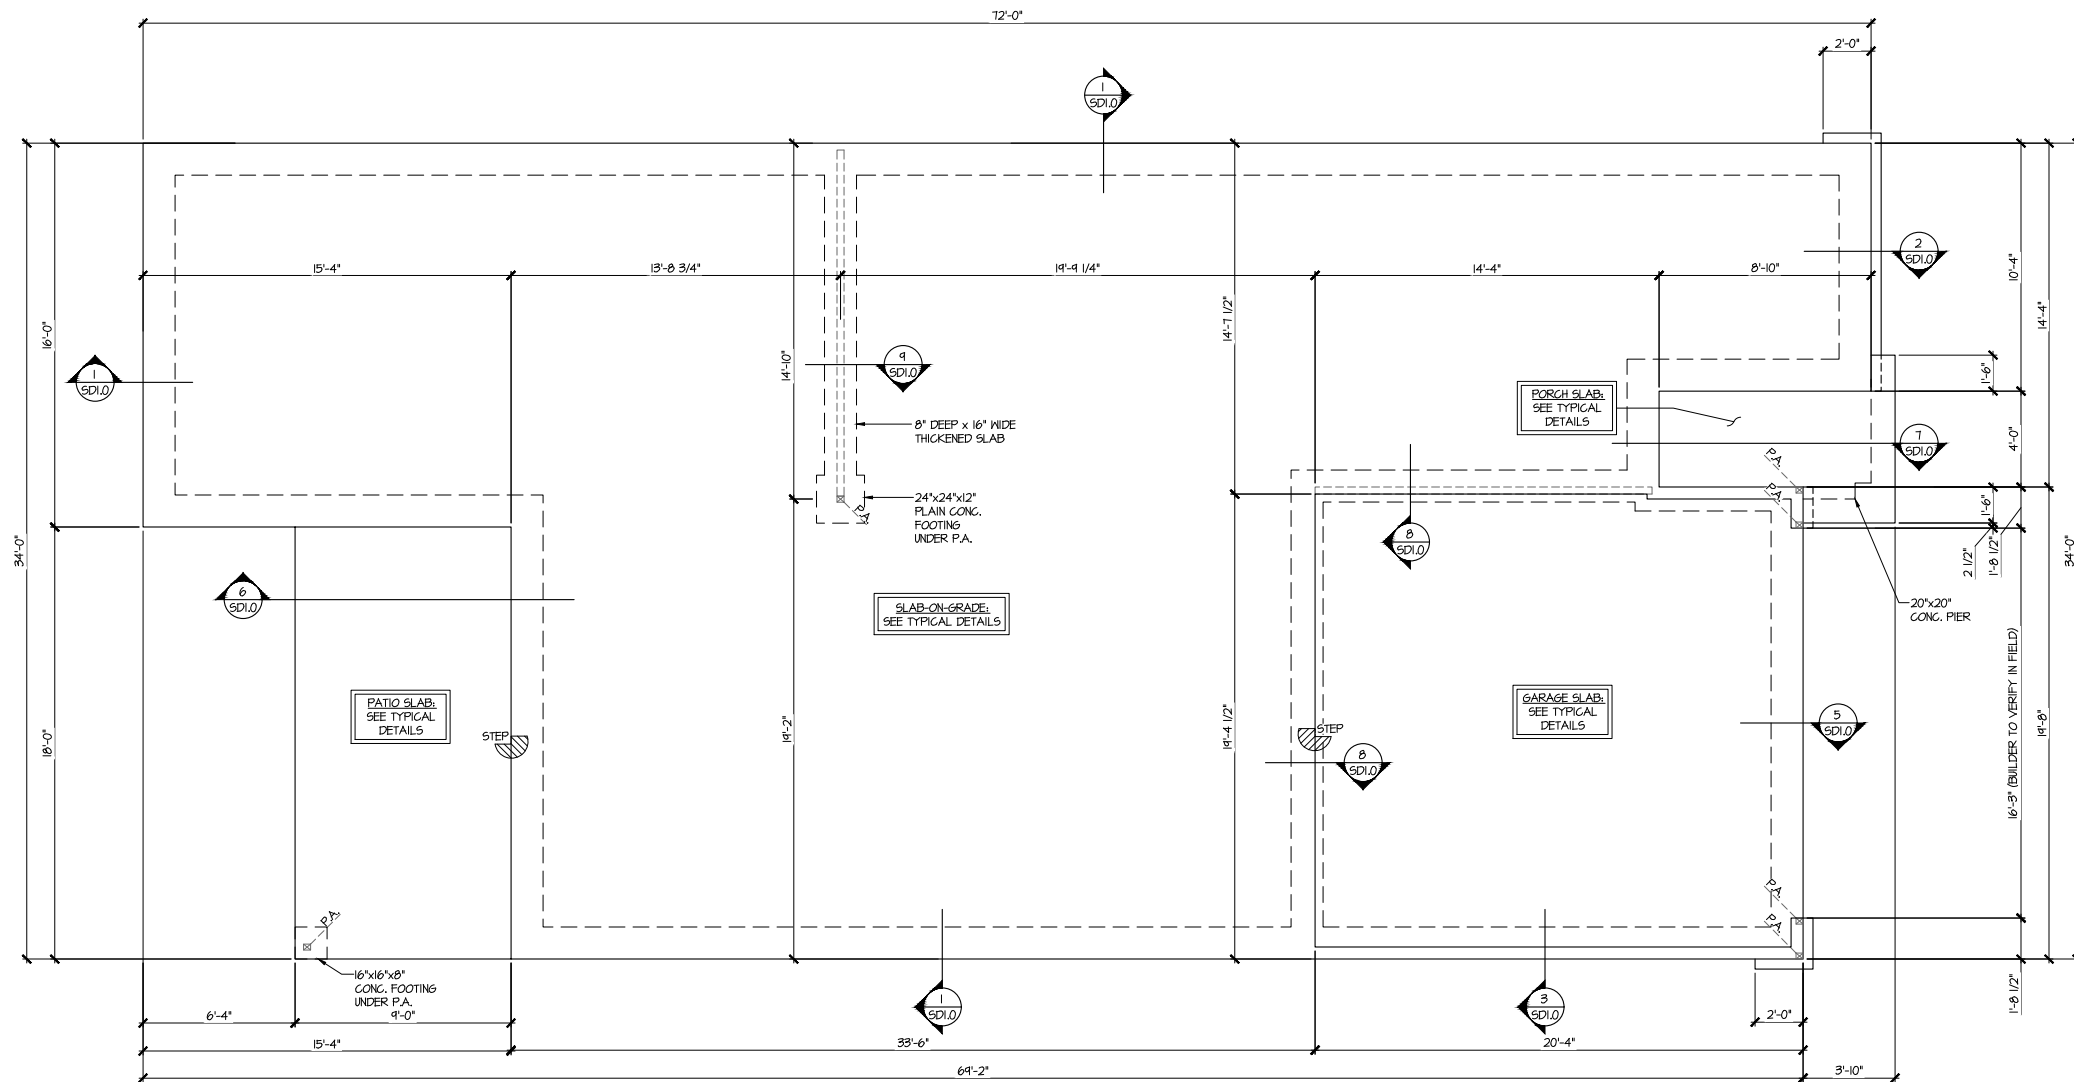 72'-0"
2'-0"
1
SD1.0
2
SD1.0
15'-4"
13'-8 3/4"
19'-9 1/4"
14'-4"
8'-10"
10'-4"
14'-4"
16'-0"
14'-7 1/2"
14'-10"
1
SD1.0
9
SD1.0
1'-6"
PORCH SLAB:
SEE TYPICAL
DETAILS
8" DEEP x 16" WIDE
THICKENED SLAB
7
SD1.0
4'-0"
P.A.
P.A.
24"x24"x12"
PLAIN CONC.
FOOTING
UNDER P.A.
P.A.
1'-6"
8
SD1.0
34'-0"
2 1/2"
1'-8 1/2"
34'-0"
6
SD1.0
SLAB-ON-GRADE:
SEE TYPICAL DETAILS
20"x20"
CONC. PIER
16'-3" (BUILDER TO VERIFY IN FIELD)
PATIO SLAB:
SEE TYPICAL
DETAILS
GARAGE SLAB:
SEE TYPICAL
DETAILS
5
SD1.0
18'-0"
19'-2"
19'-4 1/2"
19'-8"
STEP
STEP
8
SD1.0
P.A.
P.A.
P.A.
16"x16"x8"
CONC. FOOTING
UNDER P.A.
1
SD1.0
3
SD1.0
1'-8 1/2"
6'-4"
9'-0"
2'-0"
15'-4"
33'-6"
20'-4"
69'-2"
3'-10"